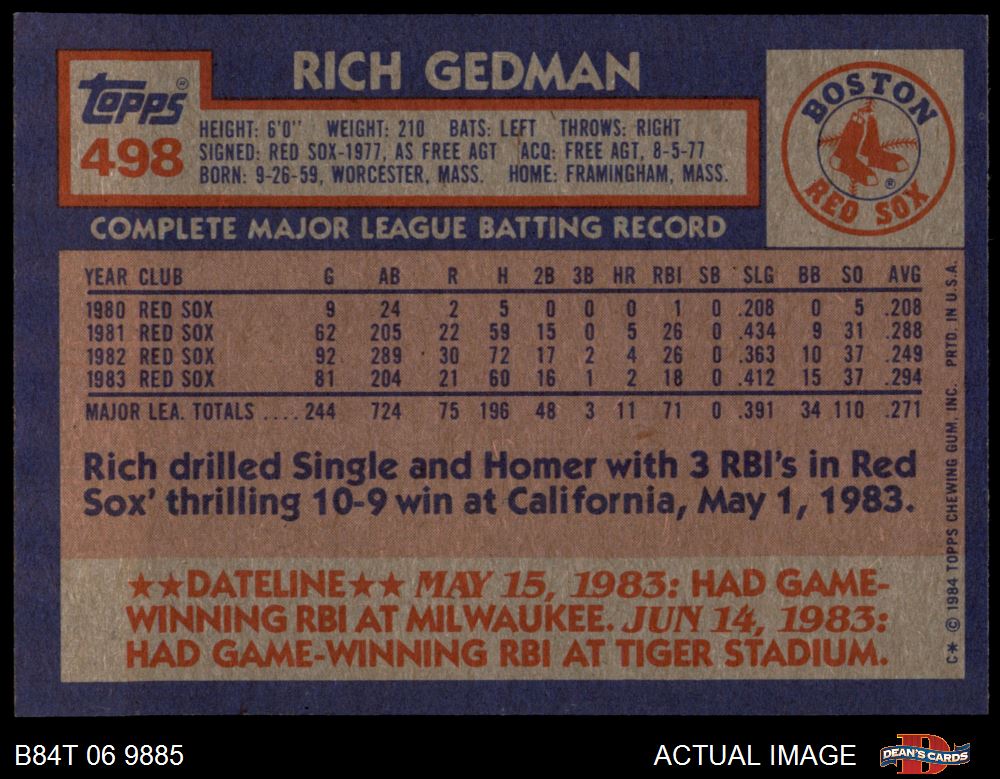 RICH GEDMAN
Topps®
498
HEIGHT: 6'0" WEIGHT: 210 BATS: LEFT THROWS: RIGHT
SIGNED: RED SOX-1977, AS FREE AGT ACQ: FREE AGT, 8-5-77
BORN: 9-26-59, WORCESTER, MASS. HOME: FRAMINGHAM, MASS.
BOSTON
RED SOX
®
COMPLETE MAJOR LEAGUE BATTING RECORD
YEAR CLUB G AB R H 2B 3B HR RBI SB SLG BB SO AVG
1980 RED SOX 9 24 2 5 0 0 0 1 0 .208 0 5 .208
1981 RED SOX 62 205 22 59 15 0 5 26 0 .434 9 31 .288
1982 RED SOX 92 289 30 72 17 2 4 26 0 .363 10 37 .249
1983 RED SOX 81 204 21 60 16 1 2 18 0 .412 15 37 .294
MAJOR LEA. TOTALS .... 244 724 75 196 48 3 11 71 0 .391 34 110 .271
Rich drilled Single and Homer with 3 RBI's in Red
Sox' thrilling 10-9 win at California, May 1, 1983.
★★DATELINE★★ MAY 15, 1983: HAD GAME-
WINNING RBI AT MILWAUKEE. JUN 14, 1983:
HAD GAME-WINNING RBI AT TIGER STADIUM.
C* © 1984 TOPPS CHEWING GUM, INC. PRTD. IN U.S.A.
B84T 06 9885
ACTUAL IMAGE
D
DEAN'S CARDS